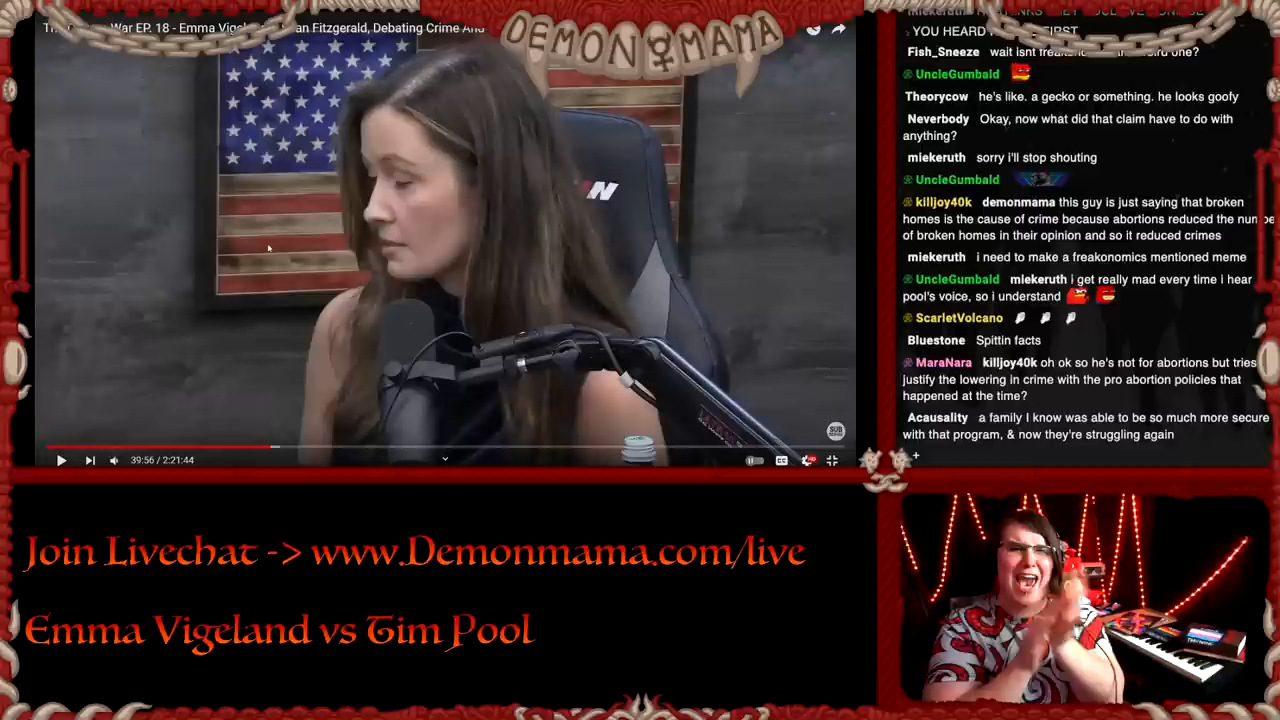 War EP. 18 - Emma an Fitzgerald, Debating Crime And
DEMON MAMA
N
SUB
39:56 / 2:21:44
CC
YOU HEARD FIRST
Fish_Sneeze wait isnt one?
UncleGumbald
Theorycow he's like. a gecko or something. he looks goofy
Neverbody Okay, now what did that claim have to do with
anything?
miekeruth sorry i'll stop shouting
UncleGumbald
killjoy40k demonmama this guy is just saying that broken
homes is the cause of crime because abortions reduced the numbe
of broken homes in their opinion and so it reduced crimes
miekeruth i need to make a freakonomics mentioned meme
UncleGumbald miekeruth i get really mad every time i hear
pool's voice, so i understand
ScarletVolcano
Bluestone Spittin facts
MaraNara killjoy40k oh ok so he's not for abortions but tries
justify the lowering in crime with the pro abortion policies that
happened at the time?
Acausality a family I know was able to be so much more secure
with that program, & now they're struggling again
Join Livechat -> www.Demonmama.com/live
Emma Vigeland vs Tim Pool